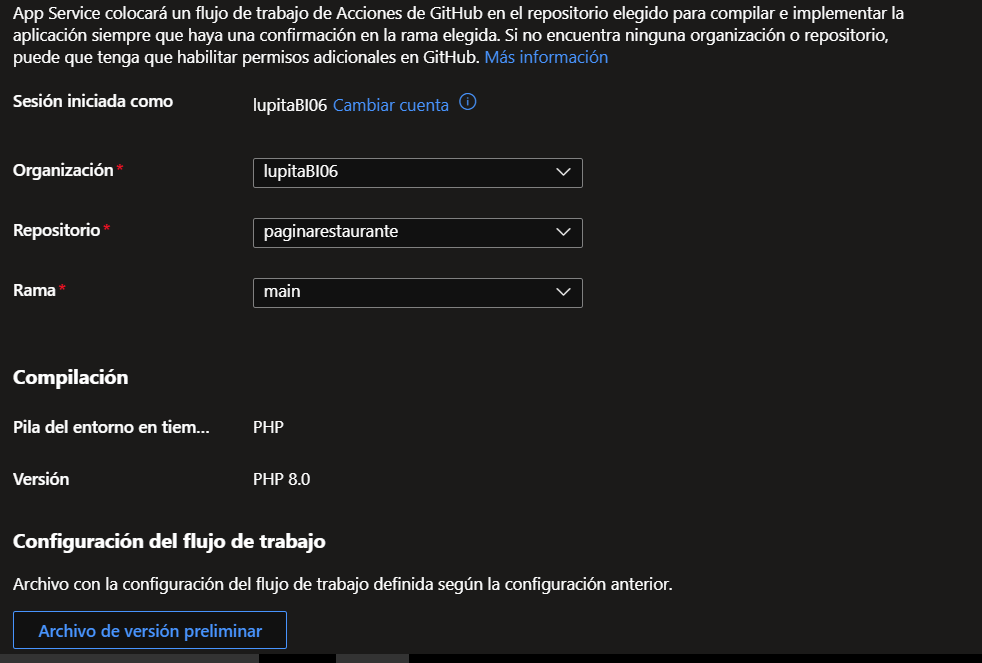 App Service colocará un flujo de trabajo de Acciones de GitHub en el repositorio elegido para compilar e implementar la
aplicación siempre que haya una confirmación en la rama elegida. Si no encuentra ninguna organización o repositorio,
puede que tenga que habilitar permisos adicionales en GitHub. Más información
Sesión iniciada como lupitaBI06 Cambiar cuenta
Organización* lupitaBI06
Repositorio* paginarestaurante
Rama* main
Compilación
Pila del entorno en tiem... PHP
Versión PHP 8.0
Configuración del flujo de trabajo
Archivo con la configuración del flujo de trabajo definida según la configuración anterior.
Archivo de versión preliminar